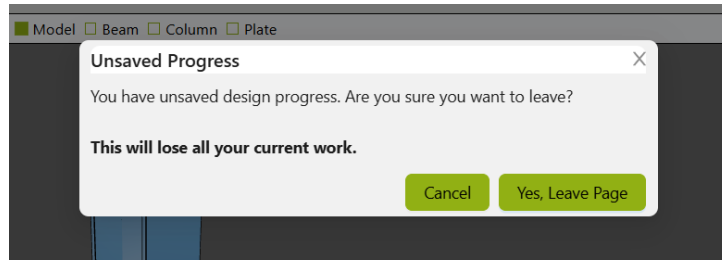 Model Beam Column Plate
Unsaved Progress X
You have unsaved design progress. Are you sure you want to leave?
This will lose all your current work.
Cancel Yes, Leave Page